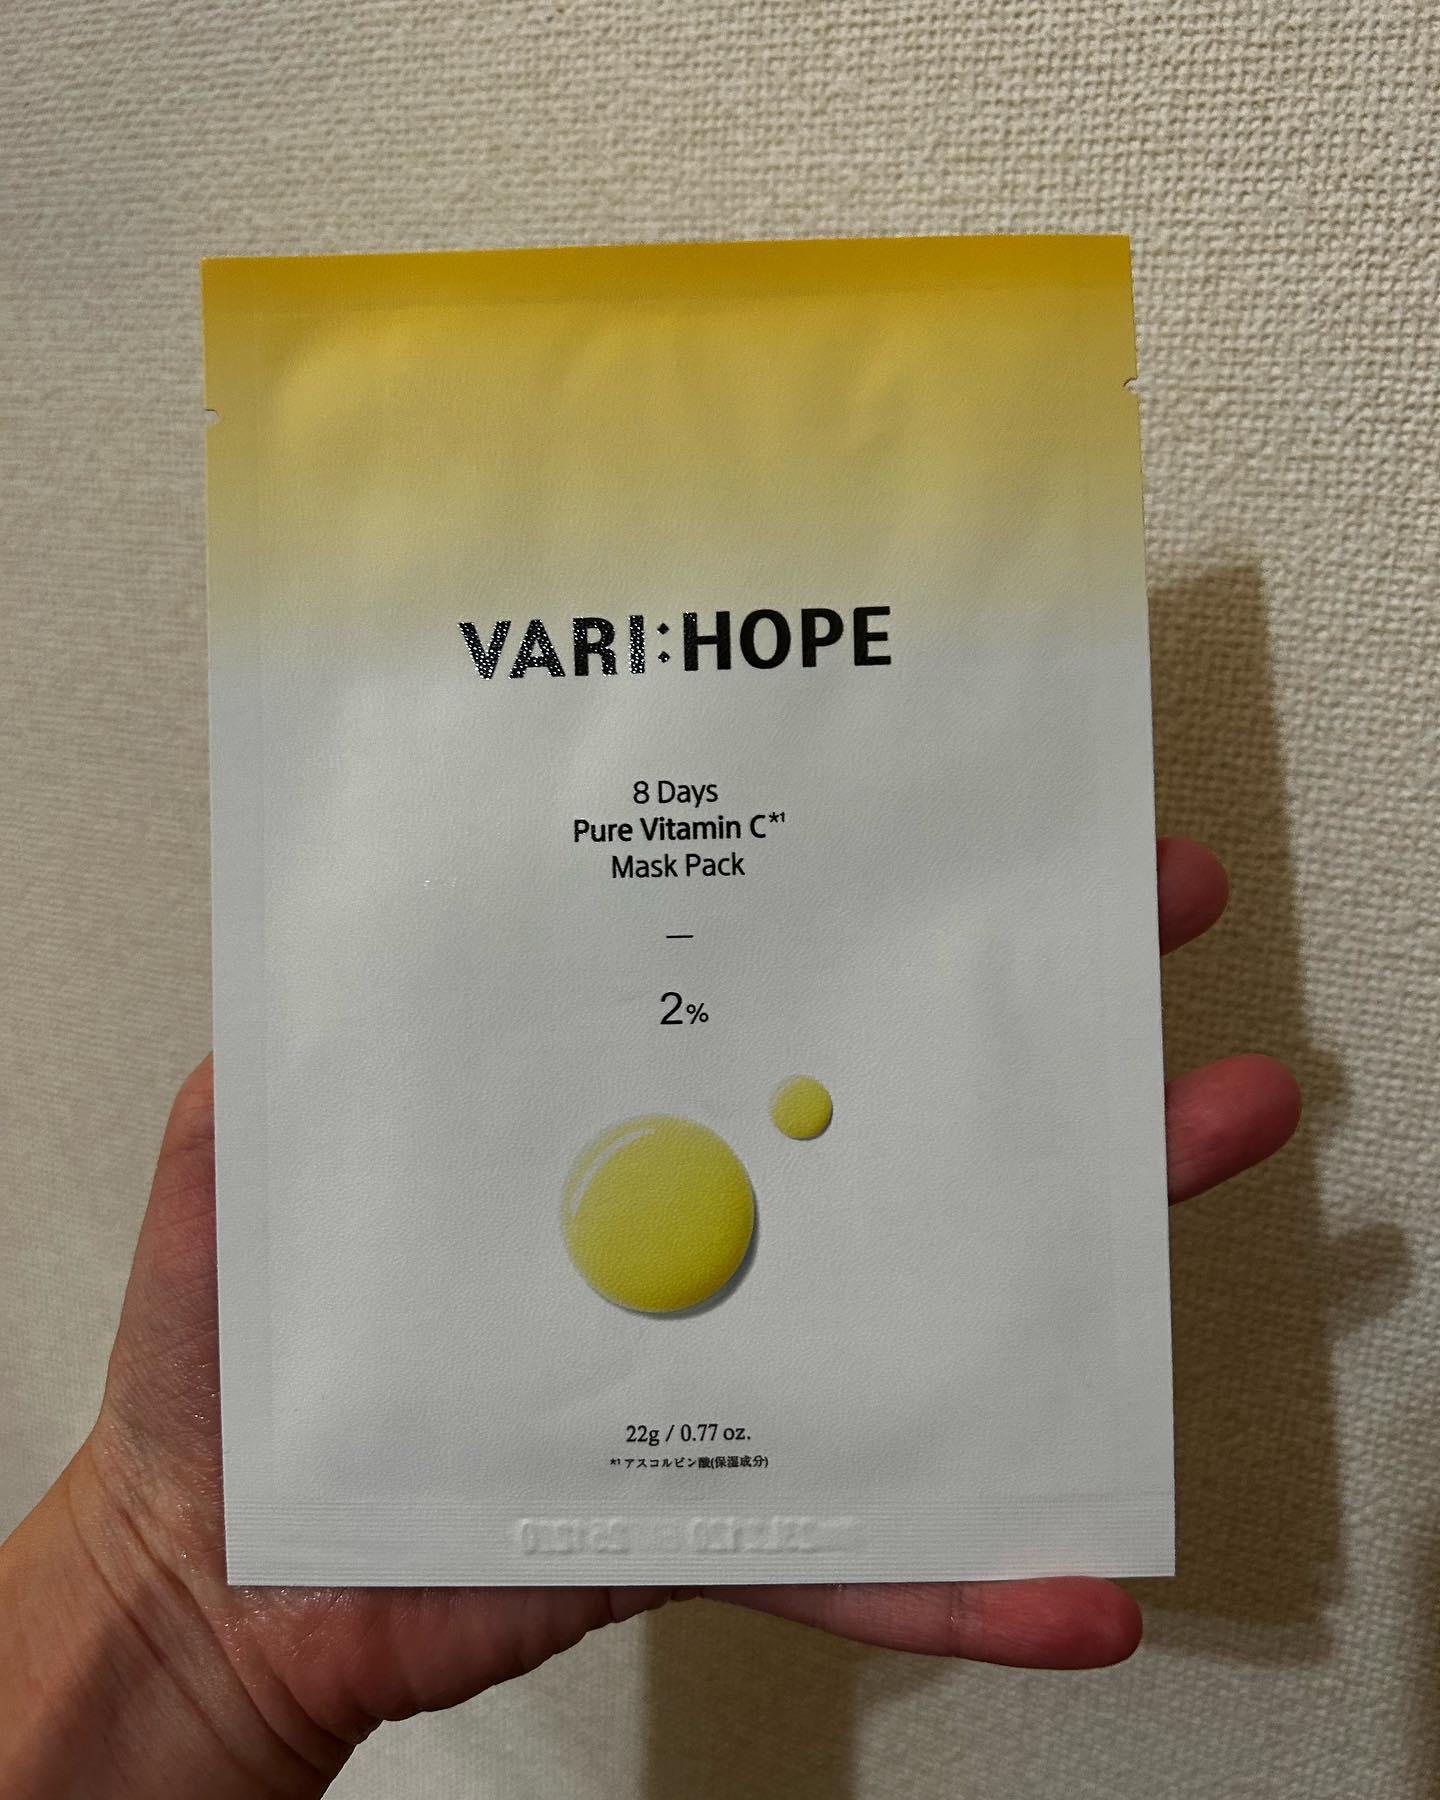 VARI:HOPE
8 Days
Pure Vitamin C*¹
Mask Pack
—
2%
22g / 0.77 oz.
*¹ アスコルビン酸(保湿成分)